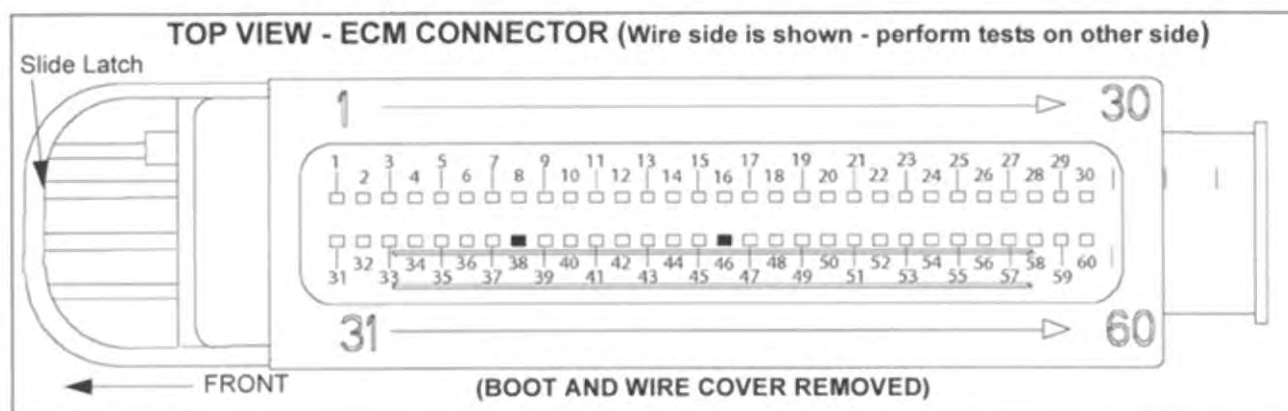 TOP VIEW - ECM CONNECTOR (Wire side is shown - perform tests on other side)
Slide Latch
1 30
1 3 5 7 9 11 13 15 17 19 21 23 25 27 29
2 4 6 8 10 12 14 16 18 20 22 24 26 28 30
32 34 36 38 40 42 44 46 48 50 52 54 56 58 60
31 33 35 37 39 41 43 45 47 49 51 53 55 57 59
31 60
FRONT (BOOT AND WIRE COVER REMOVED)